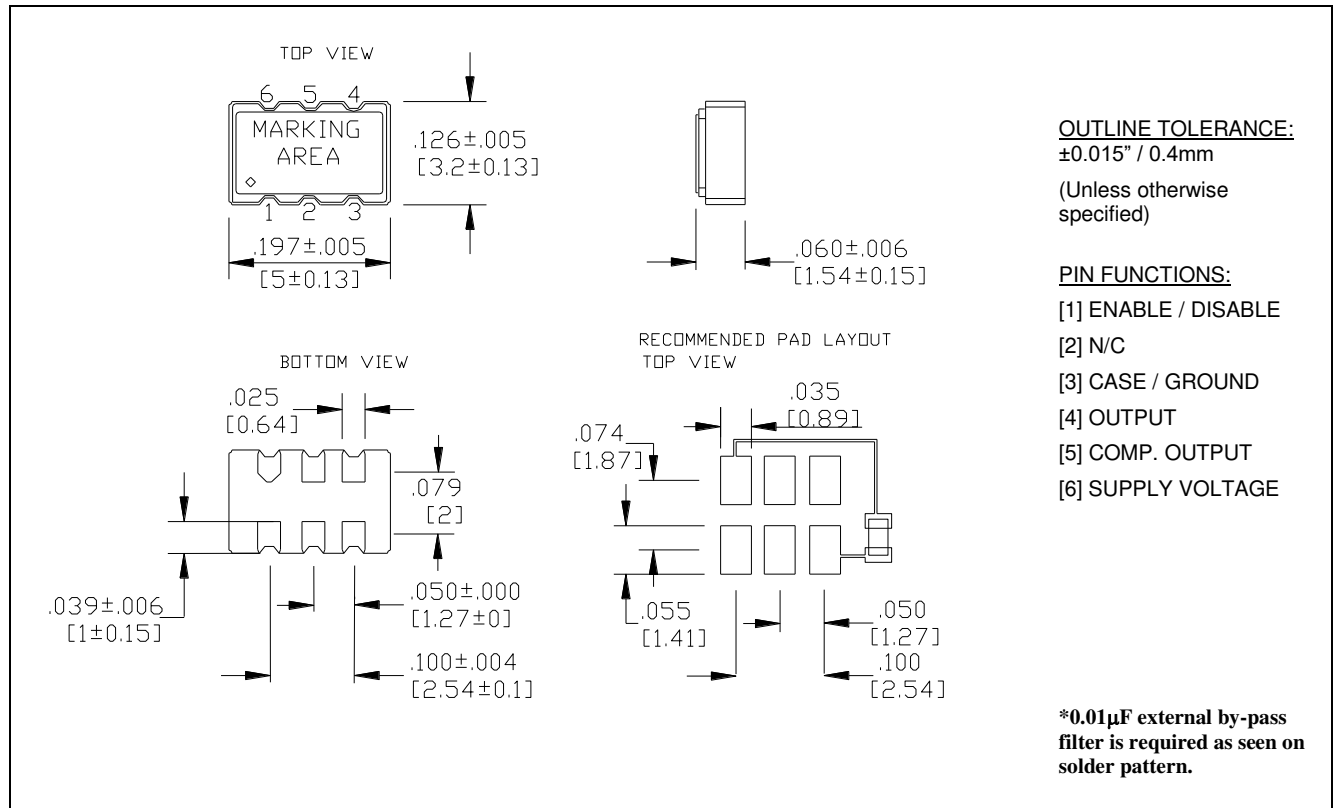 TOP VIEW
6 5 4
MARKING
AREA
1 2 3
.126±.005
[3.2±0.13]
.197±.005
[5±0.13]
.060±.006
[1.54±0.15]
BOTTOM VIEW
.025
[0.64]
.079
[2]
.039±.006
[1±0.15]
.050±.000
[1.27±0]
.100±.004
[2.54±0.1]
RECOMMENDED PAD LAYOUT
TOP VIEW
.035
[0.89]
.074
[1.87]
.055
[1.41]
.050
[1.27]
.100
[2.54]
OUTLINE TOLERANCE:
±0.015” / 0.4mm
(Unless otherwise
specified)
PIN FUNCTIONS:
[1] ENABLE / DISABLE
[2] N/C
[3] CASE / GROUND
[4] OUTPUT
[5] COMP. OUTPUT
[6] SUPPLY VOLTAGE
*0.01µF external by-pass
filter is required as seen on
solder pattern.